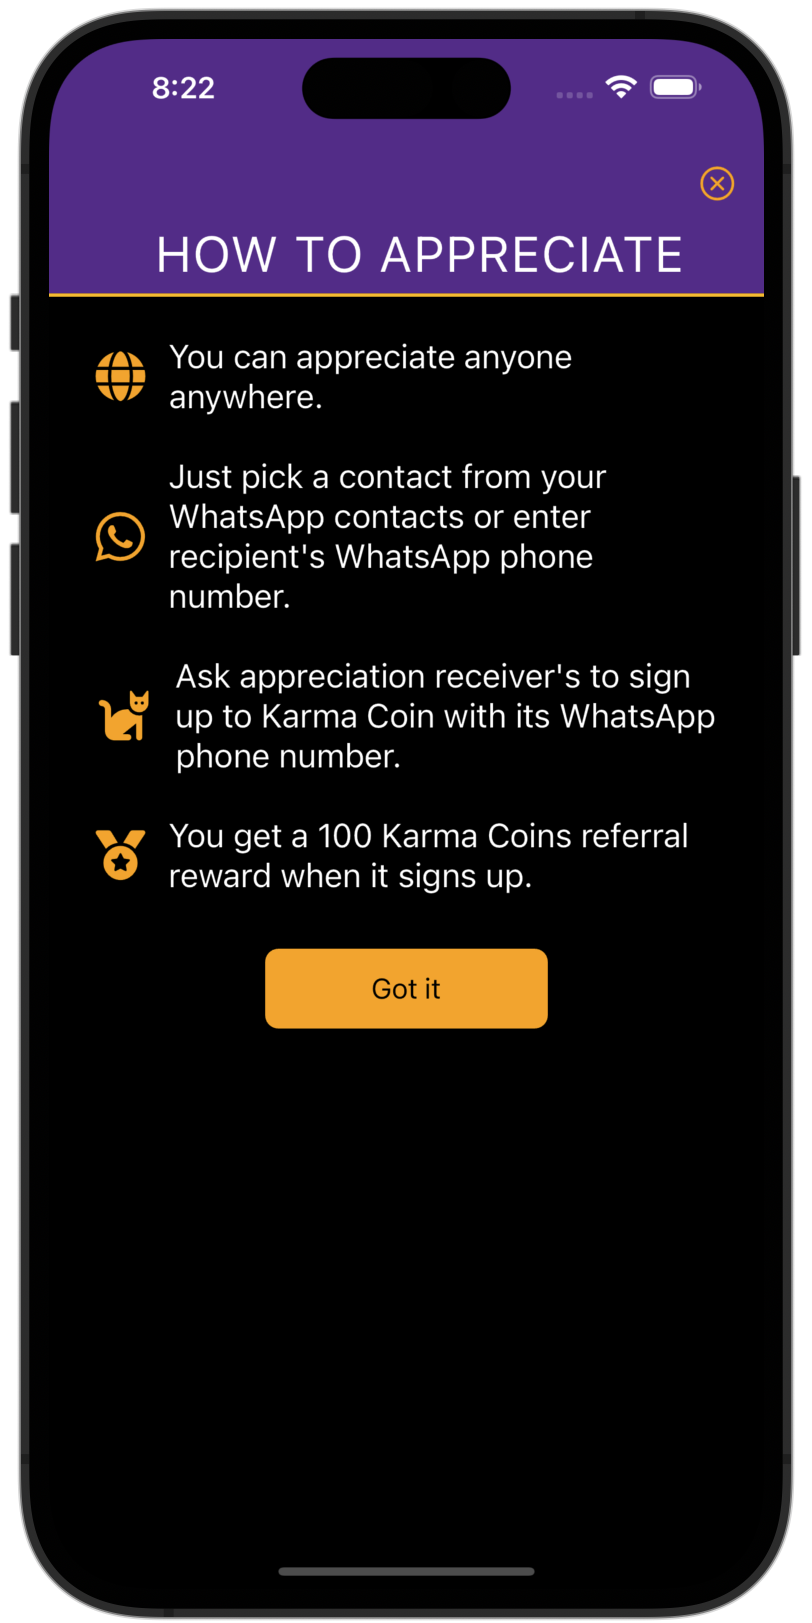 8:22
HOW TO APPRECIATE
You can appreciate anyone
anywhere.
Just pick a contact from your
WhatsApp contacts or enter
recipient's WhatsApp phone
number.
Ask appreciation receiver's to sign
up to Karma Coin with its WhatsApp
phone number.
You get a 100 Karma Coins referral
reward when it signs up.
Got it